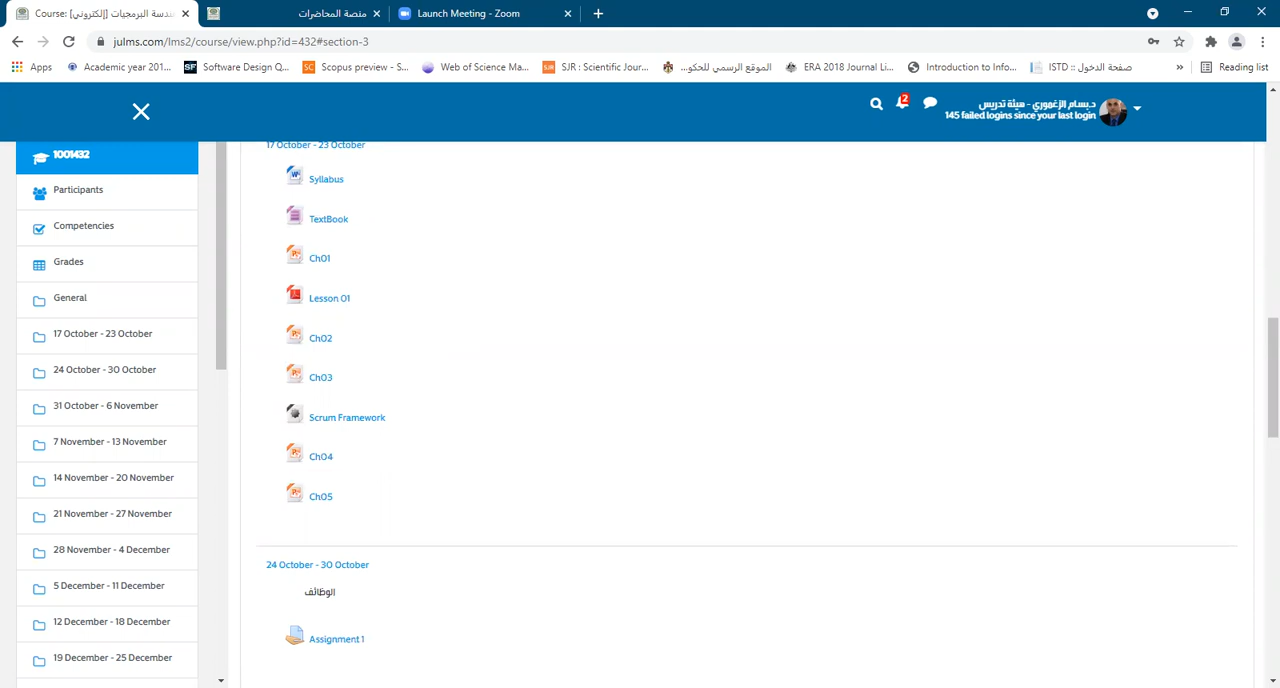 Course: هندسة البرمجيات [إلكتروني]
منصة المحاضرات
Launch Meeting - Zoom
julms.com/lms2/course/view.php?id=432#section-3
Apps
Academic year 201...
Software Design Q...
Scopus preview - S...
Web of Science Ma...
SJR : Scientific Jour...
الموقع الرسمي للحكو...
ERA 2018 Journal Li...
Introduction to Info...
صفحة الدخول :: ISTD
»
Reading list
2
د.بسام الزغموري - هيئة تدريس
145 failed logins since your last login
1001432
Participants
Competencies
Grades
General
17 October - 23 October
24 October - 30 October
31 October - 6 November
7 November - 13 November
14 November - 20 November
21 November - 27 November
28 November - 4 December
5 December - 11 December
12 December - 18 December
19 December - 25 December
17 October - 23 October
Syllabus
TextBook
Ch01
Lesson 01
Ch02
Ch03
Scrum Framework
Ch04
Ch05
24 October - 30 October
الوظائف
Assignment 1